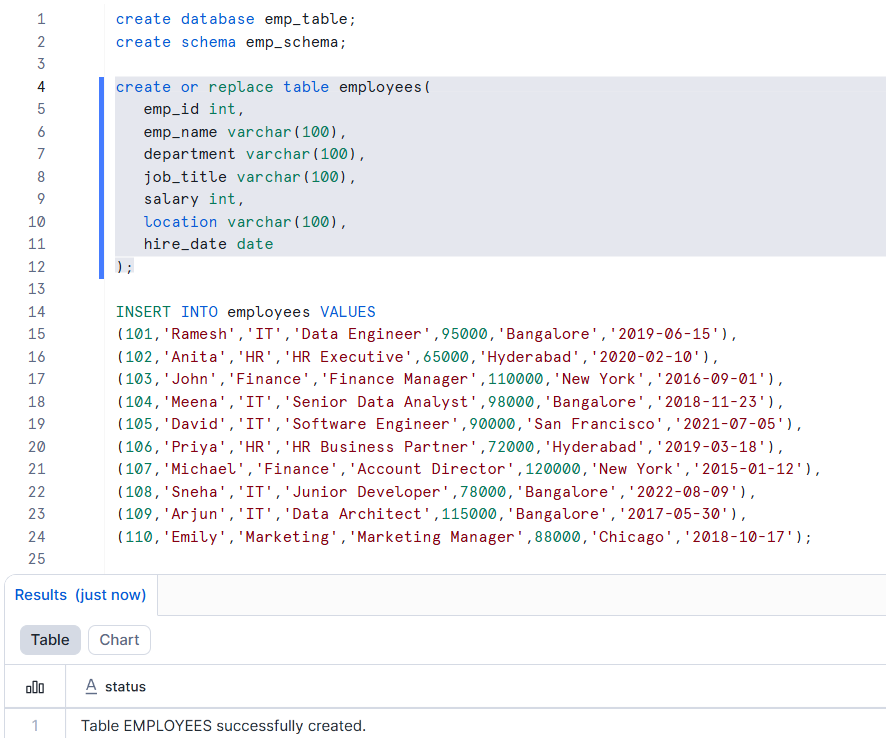 1 create database emp_table;
2 create schema emp_schema;
3
4 create or replace table employees(
5 emp_id int,
6 emp_name varchar(100),
7 department varchar(100),
8 job_title varchar(100),
9 salary int,
10 location varchar(100),
11 hire_date date
12 );
13
14 INSERT INTO employees VALUES
15 (101,'Ramesh','IT','Data Engineer',95000,'Bangalore','2019-06-15'),
16 (102,'Anita','HR','HR Executive',65000,'Hyderabad','2020-02-10'),
17 (103,'John','Finance','Finance Manager',110000,'New York','2016-09-01'),
18 (104,'Meena','IT','Senior Data Analyst',98000,'Bangalore','2018-11-23'),
19 (105,'David','IT','Software Engineer',90000,'San Francisco','2021-07-05'),
20 (106,'Priya','HR','HR Business Partner',72000,'Hyderabad','2019-03-18'),
21 (107,'Michael','Finance','Account Director',120000,'New York','2015-01-12'),
22 (108,'Sneha','IT','Junior Developer',78000,'Bangalore','2022-08-09'),
23 (109,'Arjun','IT','Data Architect',115000,'Bangalore','2017-05-30'),
24 (110,'Emily','Marketing','Marketing Manager',88000,'Chicago','2018-10-17');
25
Results (just now)
Table Chart
A status
1 Table EMPLOYEES successfully created.